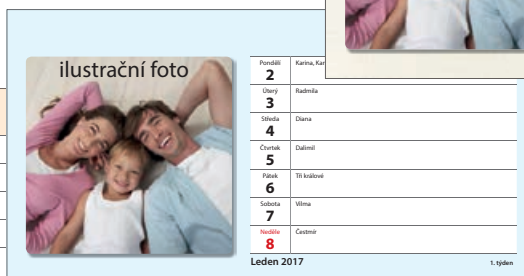 ilustrační foto
Pondělí
2
Karina,
Úterý
3
Radmila
Středa
4
Diana
Čtvrtek
5
Dalimil
Pátek
6
Tři králové
Sobota
7
Vilma
Neděle
8
Čestmír
Leden 2017
1. týden